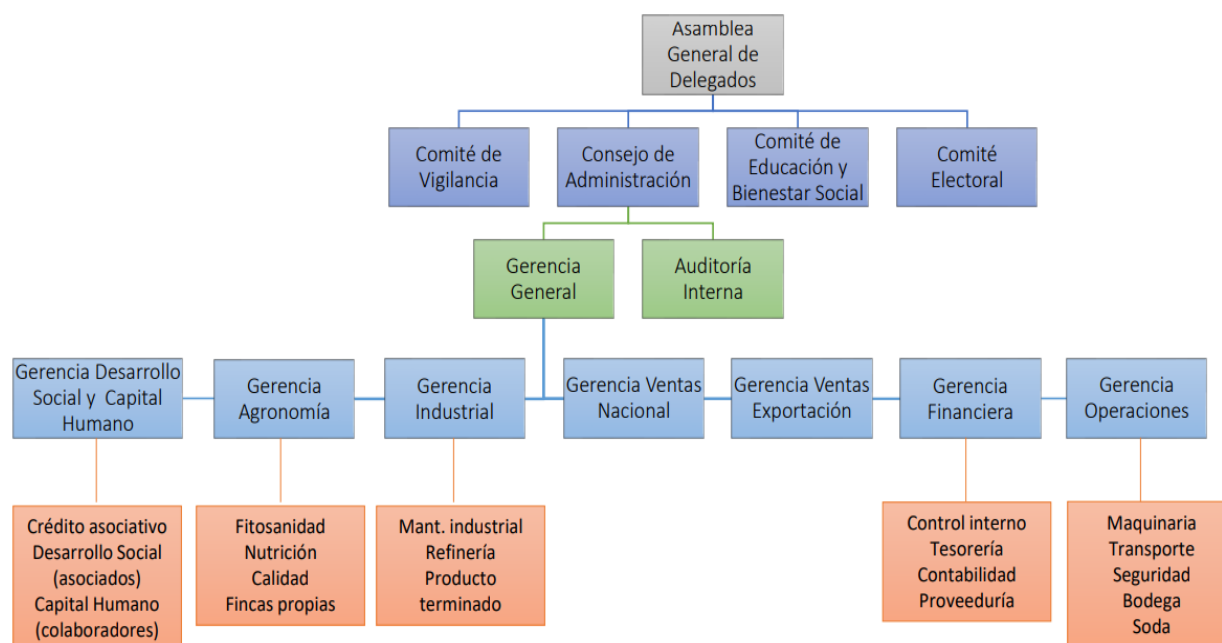 Asamblea
General de
Delegados
Comité de
Vigilancia
Consejo de
Administración
Comité de
Educación y
Bienestar Social
Comité
Electoral
Gerencia
General
Auditoría
Interna
Gerencia Desarrollo
Social y Capital
Humano
Gerencia
Agronomía
Gerencia
Industrial
Gerencia Ventas
Nacional
Gerencia Ventas
Exportación
Gerencia
Financiera
Gerencia
Operaciones
Crédito asociativo
Desarrollo Social
(asociados)
Capital Humano
(colaboradores)
Fitosanidad
Nutrición
Calidad
Fincas propias
Mant. industrial
Refinería
Producto
terminado
Control interno
Tesorería
Contabilidad
Proveeduría
Maquinaria
Transporte
Seguridad
Bodega
Soda